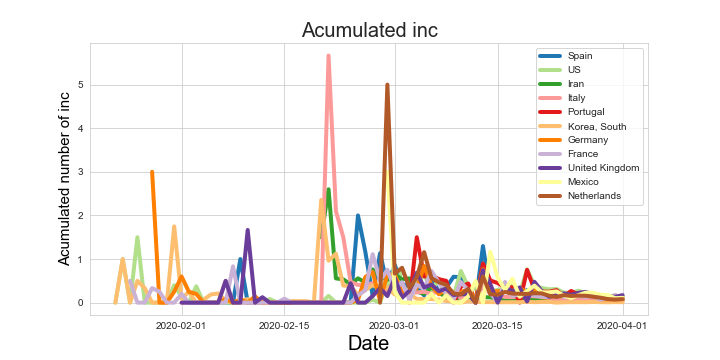 Acumulated inc
Acumulated number of inc
5
4
3
2
1
0
Spain
US
Iran
Italy
Portugal
Korea, South
Germany
France
United Kingdom
Mexico
Netherlands
2020-02-01
2020-02-15
2020-03-01
2020-03-15
2020-04-01
Date